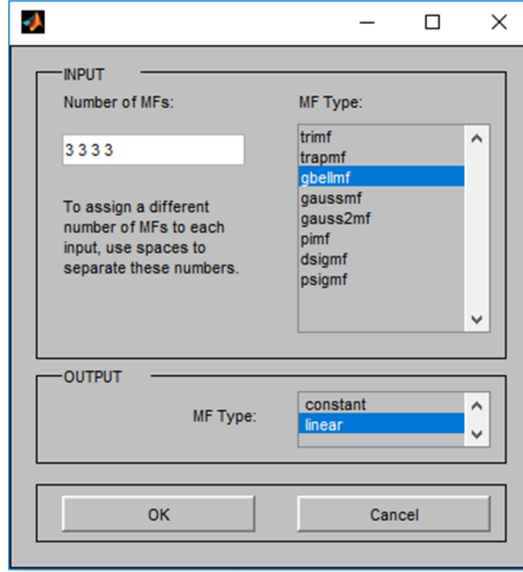 INPUT
Number of MFs:
3 3 3 3
To assign a different
number of MFs to each
input, use spaces to
separate these numbers.
MF Type:
trimf
trapmf
gbellmf
gaussmf
gauss2mf
pimf
dsigmf
psigmf
OUTPUT
MF Type:
constant
linear
OK
Cancel